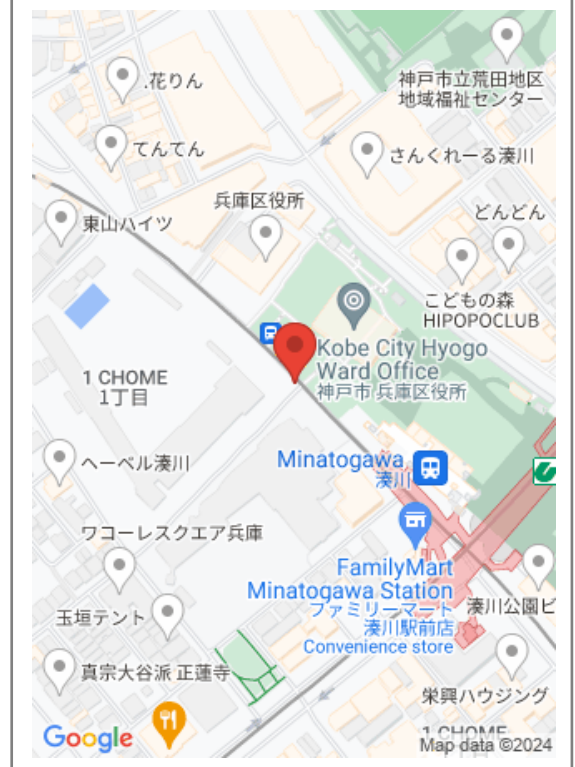 .花りん
神戸市立荒田地区
地域福祉センター
てんてん
さんくれーる湊川
兵庫区役所
どんどん
東山ハイツ
こどもの森
HIPOPOCLUB
Kobe City Hyogo
Ward Office
神戸市 兵庫区役所
1 CHOME
1丁目
Minatogawa
湊川
ヘーベル湊川
ワコーレスクエア兵庫
FamilyMart
Minatogawa Station
ファミリーマート
湊川駅前店
Convenience store
湊川公園ビ
玉垣テント
真宗大谷派 正蓮寺
栄興ハウジング
1 CHOME
Google
Map data ©2024